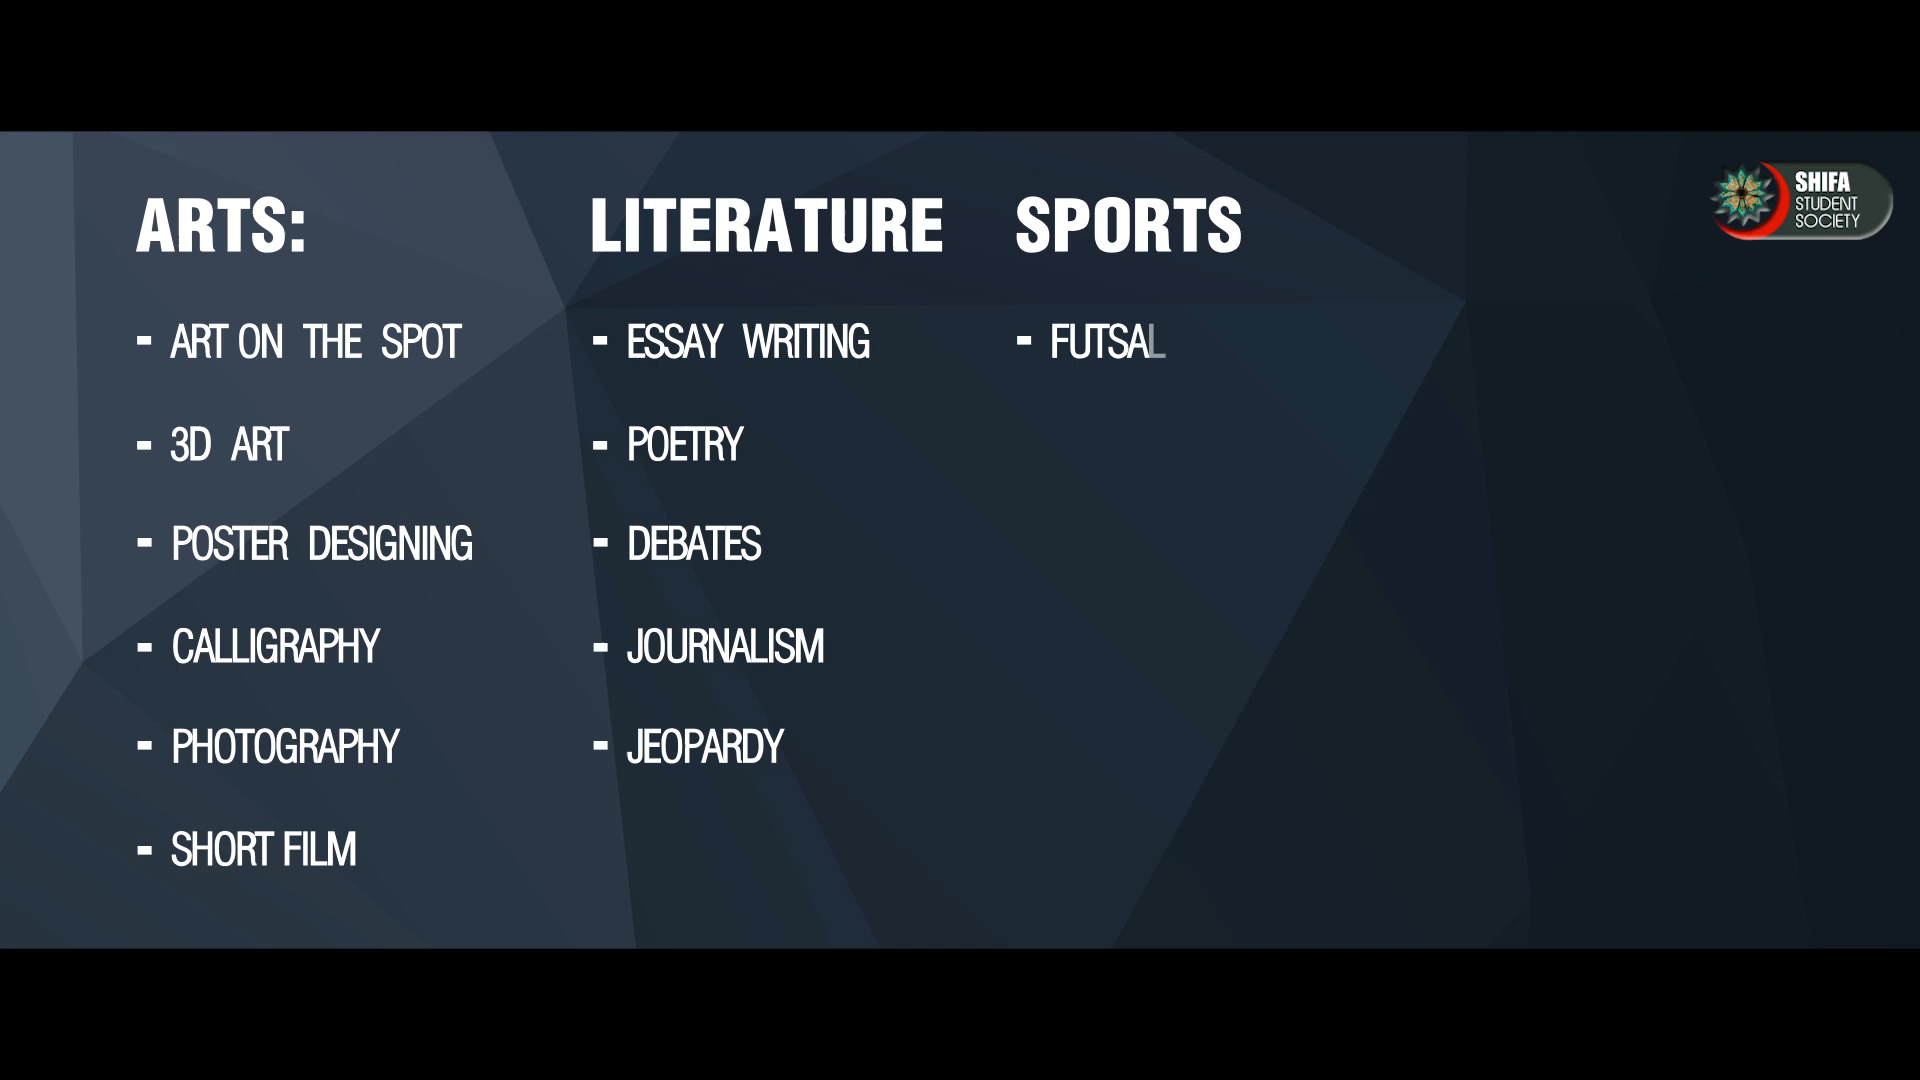 ARTS:
- ART ON THE SPOT
- 3D ART
- POSTER DESIGNING
- CALLIGRAPHY
- PHOTOGRAPHY
- SHORT FILM
LITERATURE
- ESSAY WRITING
- POETRY
- DEBATES
- JOURNALISM
- JEOPARDY
SPORTS
- FUTSAL
SHIFA
STUDENT
SOCIETY